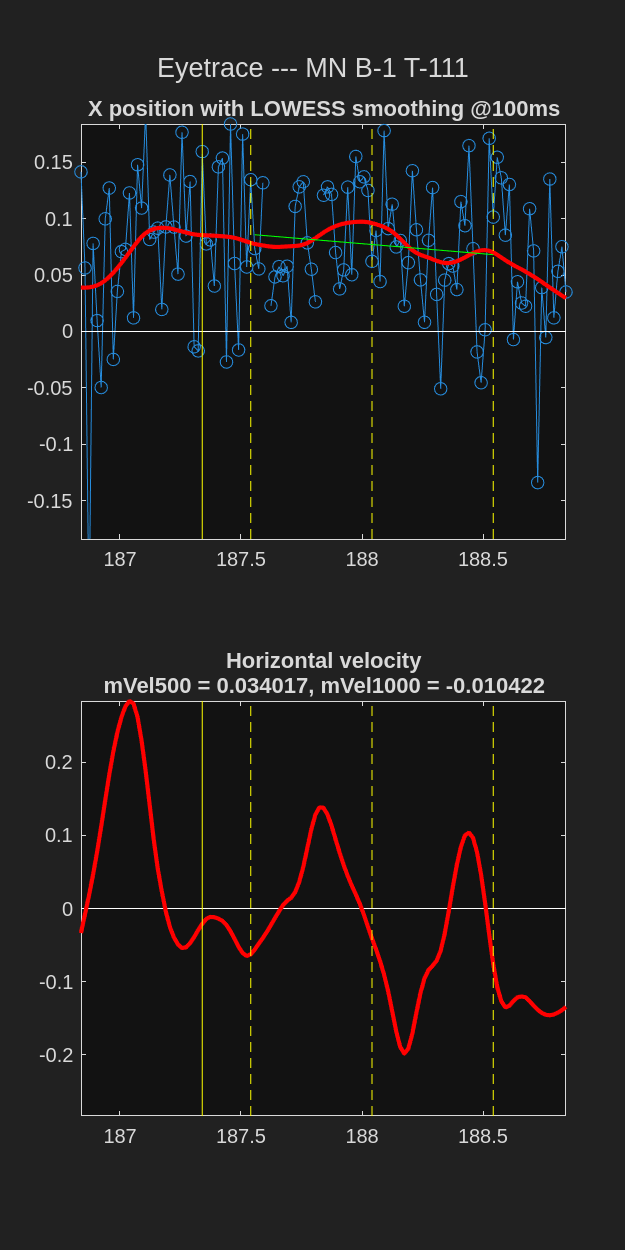 Eyetrace --- MN B-1 T-111
X position with LOWESS smoothing @100ms
0.15
0.1
0.05
0
-0.05
-0.1
-0.15
187 187.5 188 188.5
Horizontal velocity
mVel500 = 0.034017, mVel1000 = -0.010422
0.2
0.1
0
-0.1
-0.2
187 187.5 188 188.5